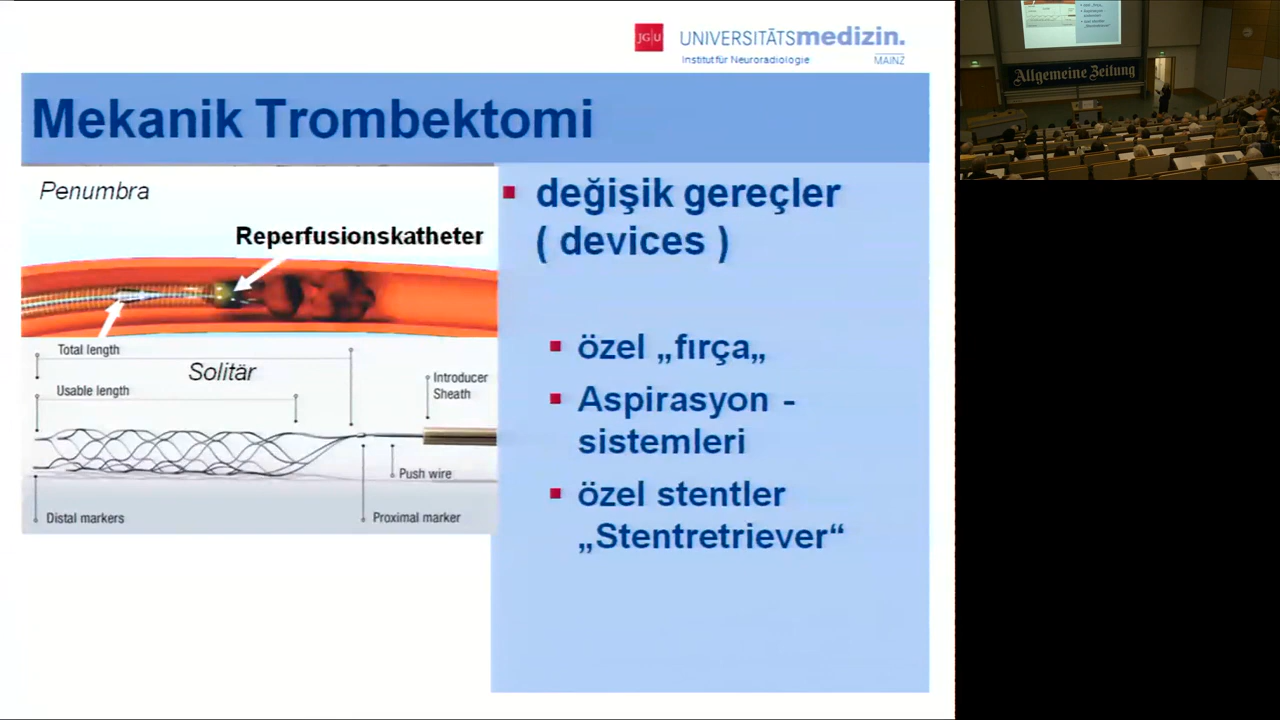 JGU
UNIVERSITÄTSmedizin.
Institut für Neuroradiologie
MAINZ
Mekanik Trombektomi
Penumbra
Reperfusionskatheter
Total length
Solitär
Usable length
Introducer
Sheath
Push wire
Distal markers
Proximal marker
değişik gereçler
( devices )
özel „fırça„
Aspirasyon -
sistemleri
özel stentler
„Stentretriever“
Allgemeine Zeitung